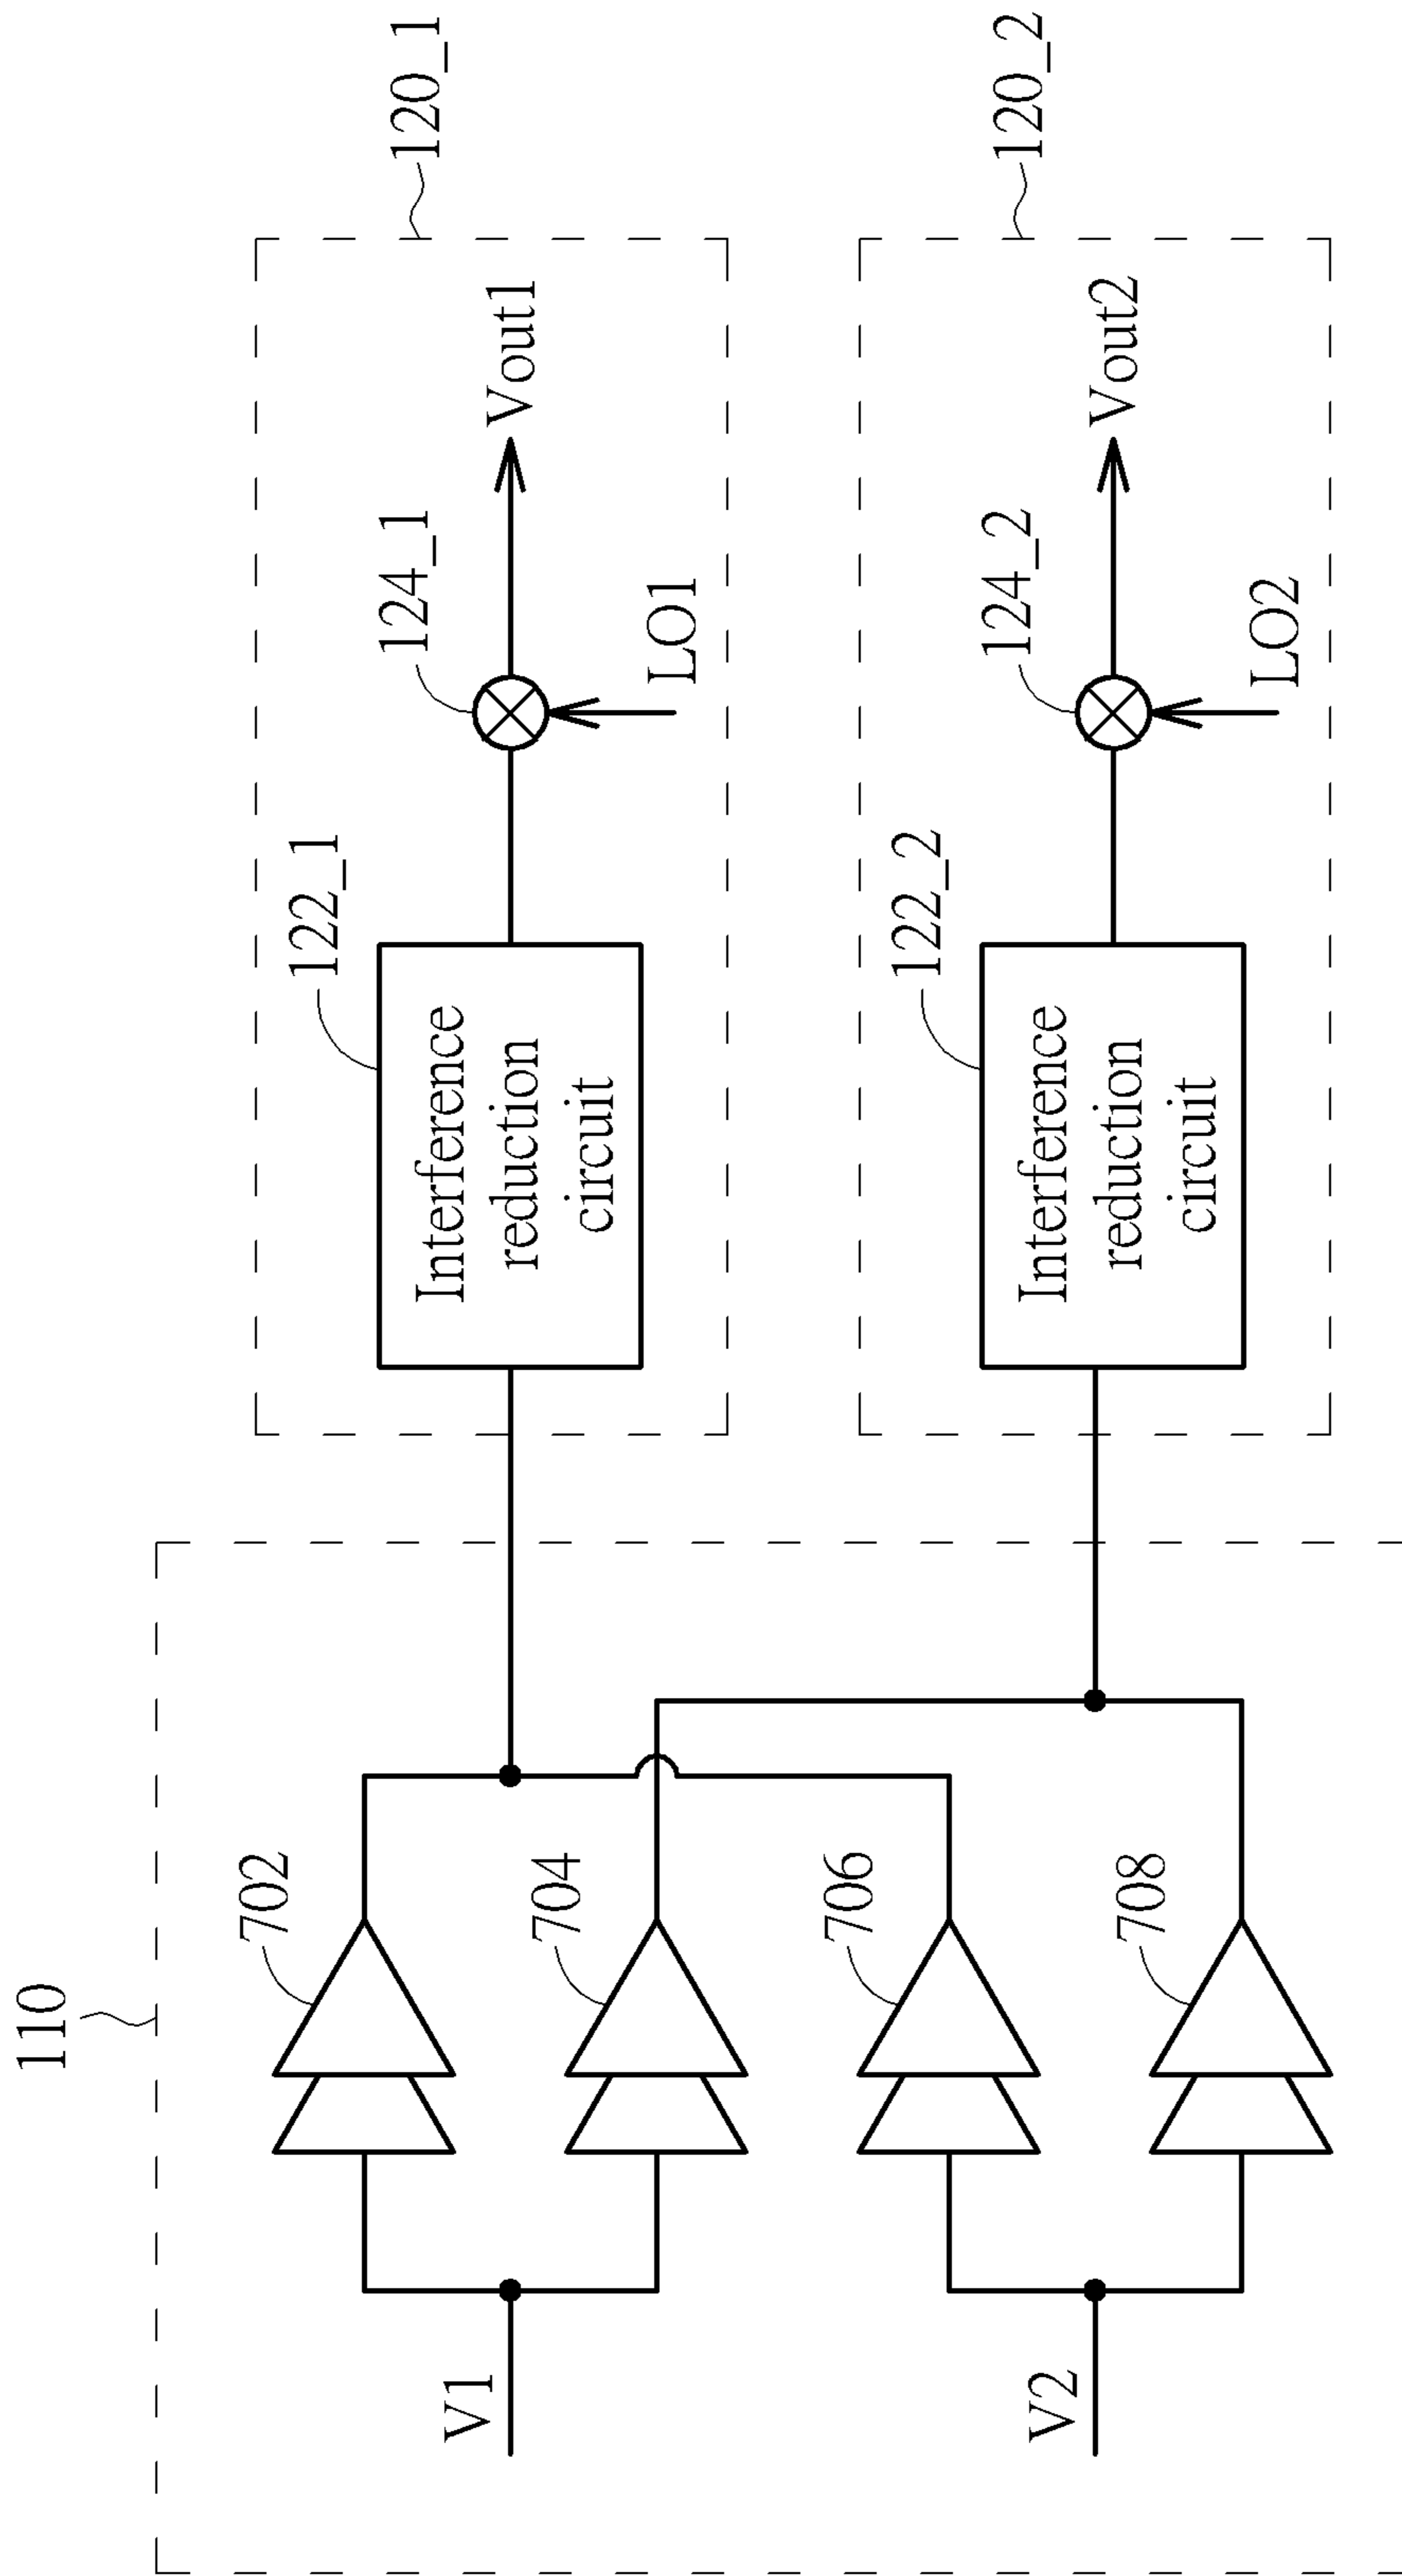 110
V1
V2
702
704
706
708
120_1
122_1
Interference
reduction
circuit
124_1
LO1
Vout1
120_2
122_2
Interference
reduction
circuit
124_2
LO2
Vout2